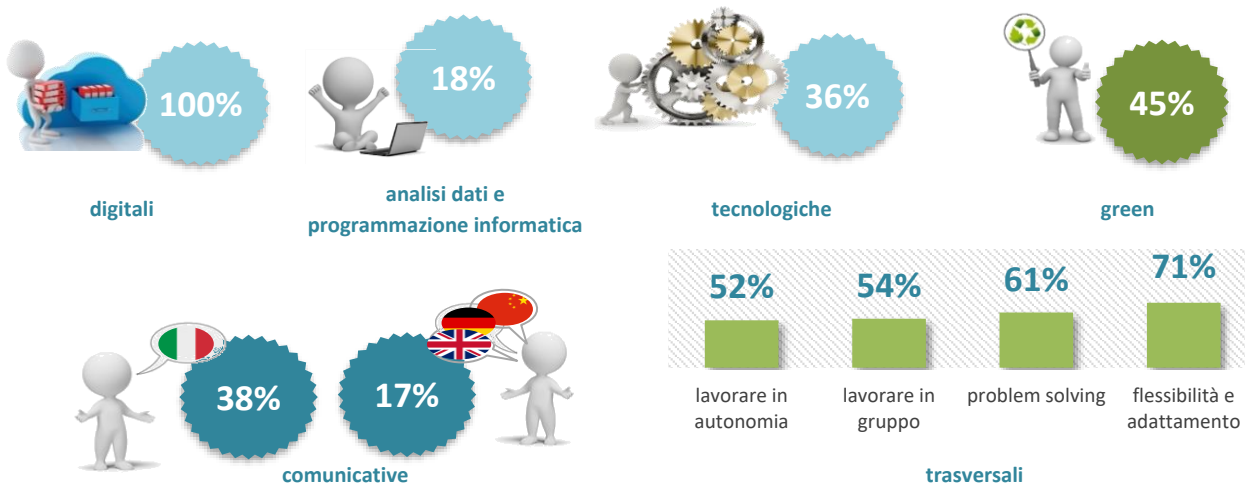 100%
18%
36%
45%
digitali
analisi dati e
programmazione informatica
tecnologiche
green
38%
17%
comunicative
52%
54%
61%
71%
lavorare in
autonomia
lavorare in
gruppo
problem solving
flessibilità e
adattamento
trasversali